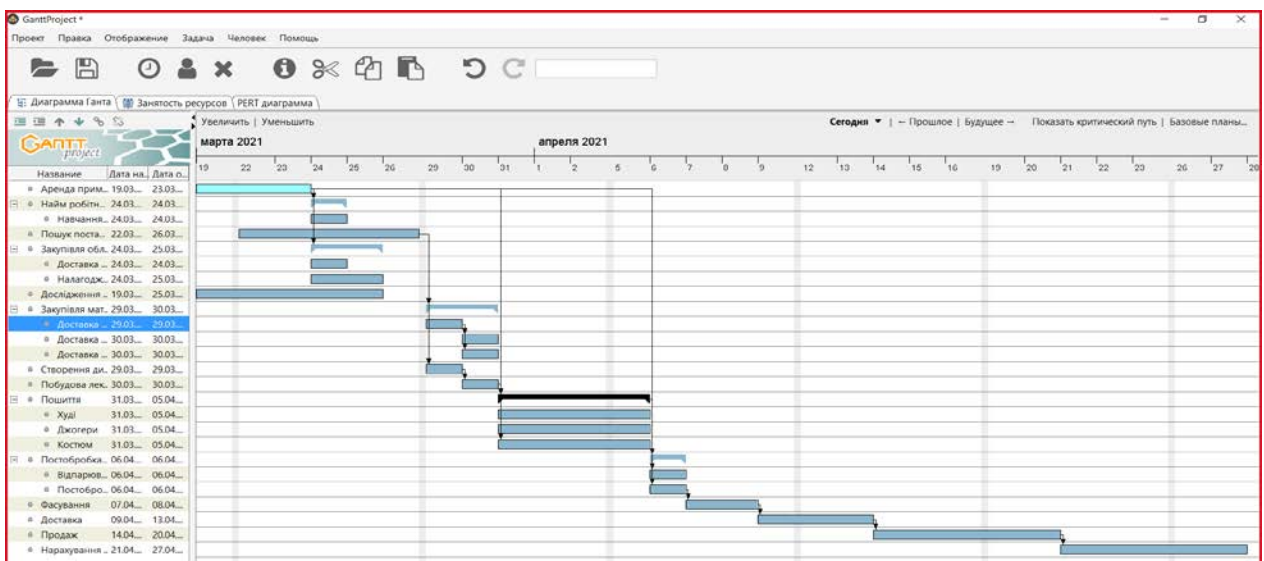 GanttProject *
Проект Правка Отображение Задача Человек Помощь
Диаграмма Ганта Занятость ресурсов PERT диаграмма
Увеличить | Уменьшить Сегодня ▼ | ← Прошлое | Будущее → Показать критический путь | Базовые планы...
GANTT project
марта 2021 апреля 2021
Название Дата на... Дата о...
19 22 23 24 25 26 29 30 31 1 2 5 6 7 8 9 12 13 14 15 16 19 20 21 22 23 26 27 28
Аренда прим... 19.03.... 23.03....
Найм робітн... 24.03.... 24.03....
Навчання... 24.03.... 24.03....
Пошук поста... 22.03.... 26.03....
Закупівля обл... 24.03.... 25.03....
Доставка ... 24.03.... 24.03....
Налагодж... 24.03.... 25.03....
Дослідження ... 19.03.... 25.03....
Закупівля мат... 29.03.... 30.03....
Доставка ... 29.03.... 29.03....
Доставка ... 30.03.... 30.03....
Доставка ... 30.03.... 30.03....
Створення ди... 29.03.... 29.03....
Побудова лек... 30.03.... 30.03....
Пошиття 31.03.... 05.04....
Худі 31.03.... 05.04....
Джогери 31.03.... 05.04....
Костюм 31.03.... 05.04....
Постобробка... 06.04.... 06.04....
Відпарюв... 06.04.... 06.04....
Постобро... 06.04.... 06.04....
Фасування 07.04.... 08.04....
Доставка 09.04.... 13.04....
Продаж 14.04.... 20.04....
Нарахування ... 21.04.... 27.04....